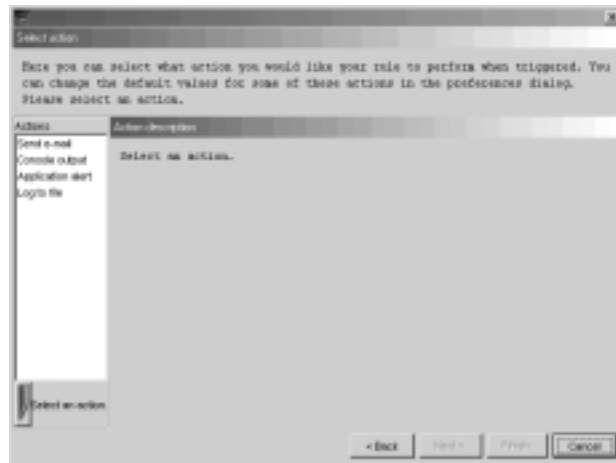 Select action
Here you can select what action you would like your rule to perform when triggered. You
can change the default values for some of these actions in the preferences dialog.
Please select an action.
Actions
Action description
Send e-mail
Console output
Application alert
Log to file
Select an action.
Select an action.
< Back
Next >
Finish
Cancel